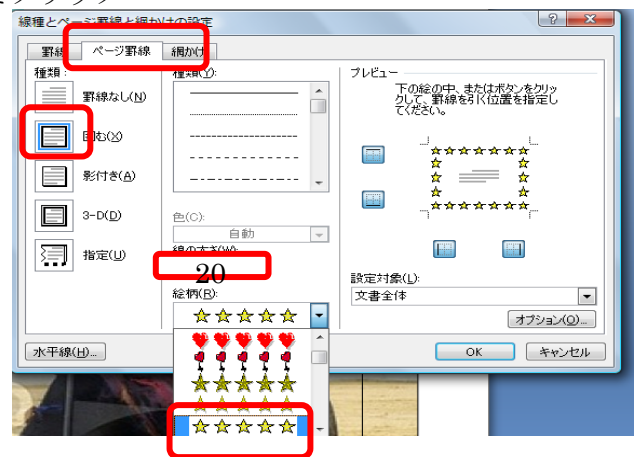 線種とページ罫線と網かけの設定
罫線
ページ罫線
網かけ
種類:
罫線なし(N)
囲む(X)
影付き(A)
3-D(D)
指定(U)
種類(Y):
色(C):
自動
線の太さ(W):
20
絵柄(R):
プレビュー
下の絵の中、またはボタンをクリッ
クして、罫線を引く位置を指定し
てください。
設定対象(L):
文書全体
オプション(O)...
水平線(H)...
OK
キャンセル